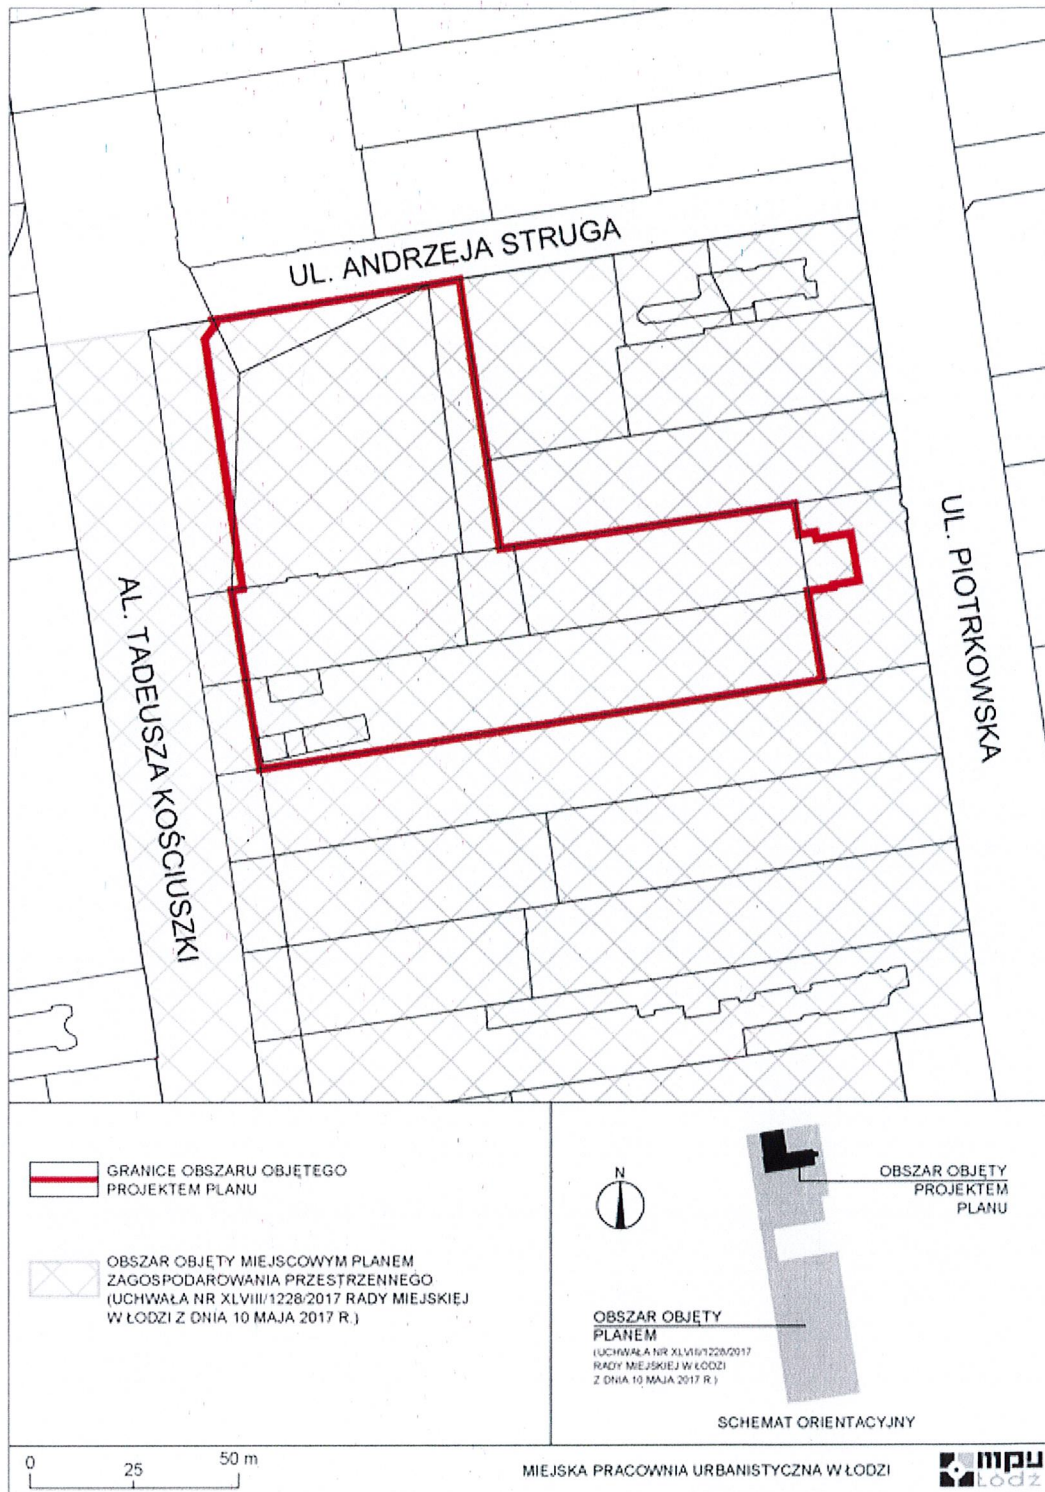 UL. ANDRZEJA STRUGA
UL. PIOTRKOWSKA
AL. TADEUSZA KOŚCIUSZKI
GRANICE OBSZARU OBJĘTEGO
PROJEKTEM PLANU
OBSZAR OBJĘTY MIEJSCOWYM PLANEM
ZAGOSPODAROWANIA PRZESTRZENNEGO
(UCHWAŁA NR XLVIII/1228/2017 RADY MIEJSKIEJ
W ŁODZI Z DNIA 10 MAJA 2017 R.)
N
OBSZAR OBJĘTY
PROJEKTEM
PLANU
OBSZAR OBJĘTY
PLANEM
(UCHWAŁA NR XLVIII/1228/2017
RADY MIEJSKIEJ W ŁODZI
Z DNIA 10 MAJA 2017 R.)
SCHEMAT ORIENTACYJNY
0 25 50 m
MIEJSKA PRACOWNIA URBANISTYCZNA W ŁODZI
mpu
Łódź